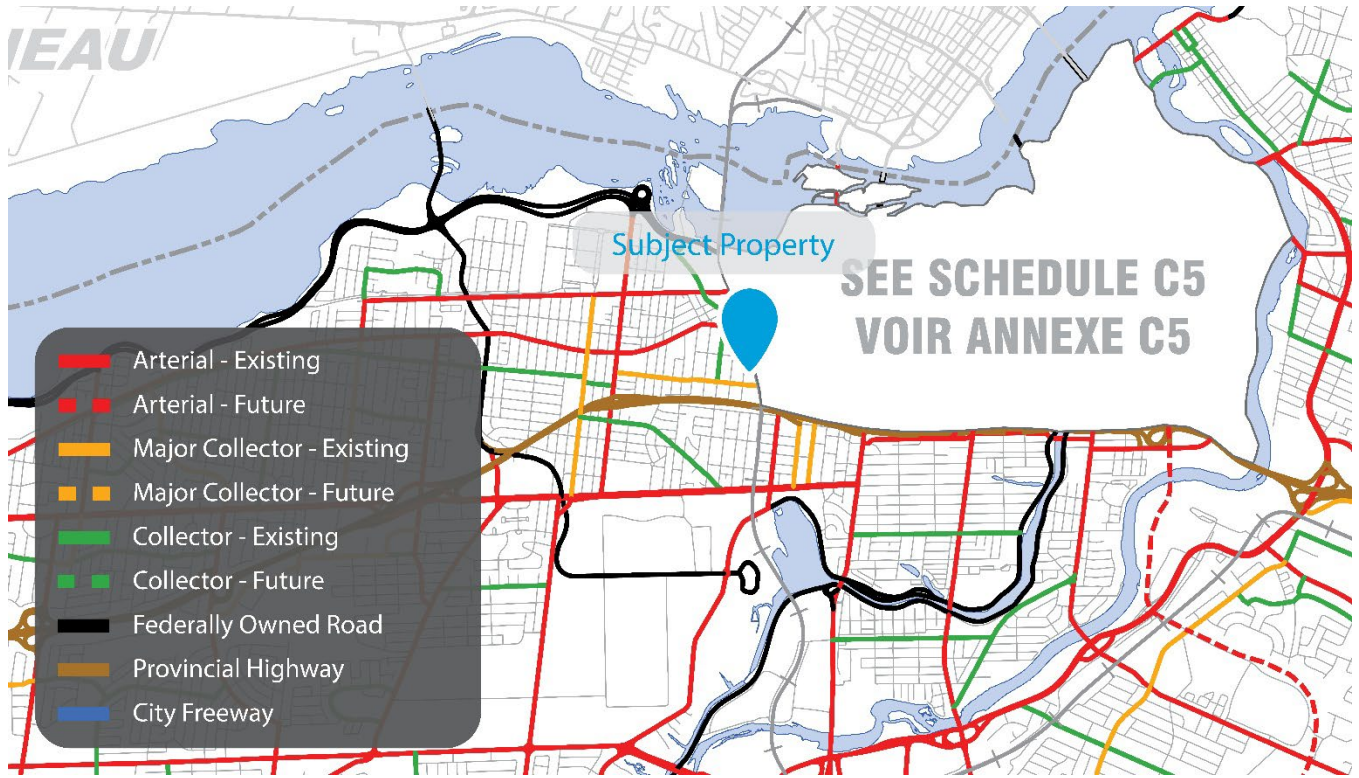 NEAU
Subject Property
SEE SCHEDULE C5
VOIR ANNEXE C5
Arterial - Existing
Arterial - Future
Major Collector - Existing
Major Collector - Future
Collector - Existing
Collector - Future
Federally Owned Road
Provincial Highway
City Freeway